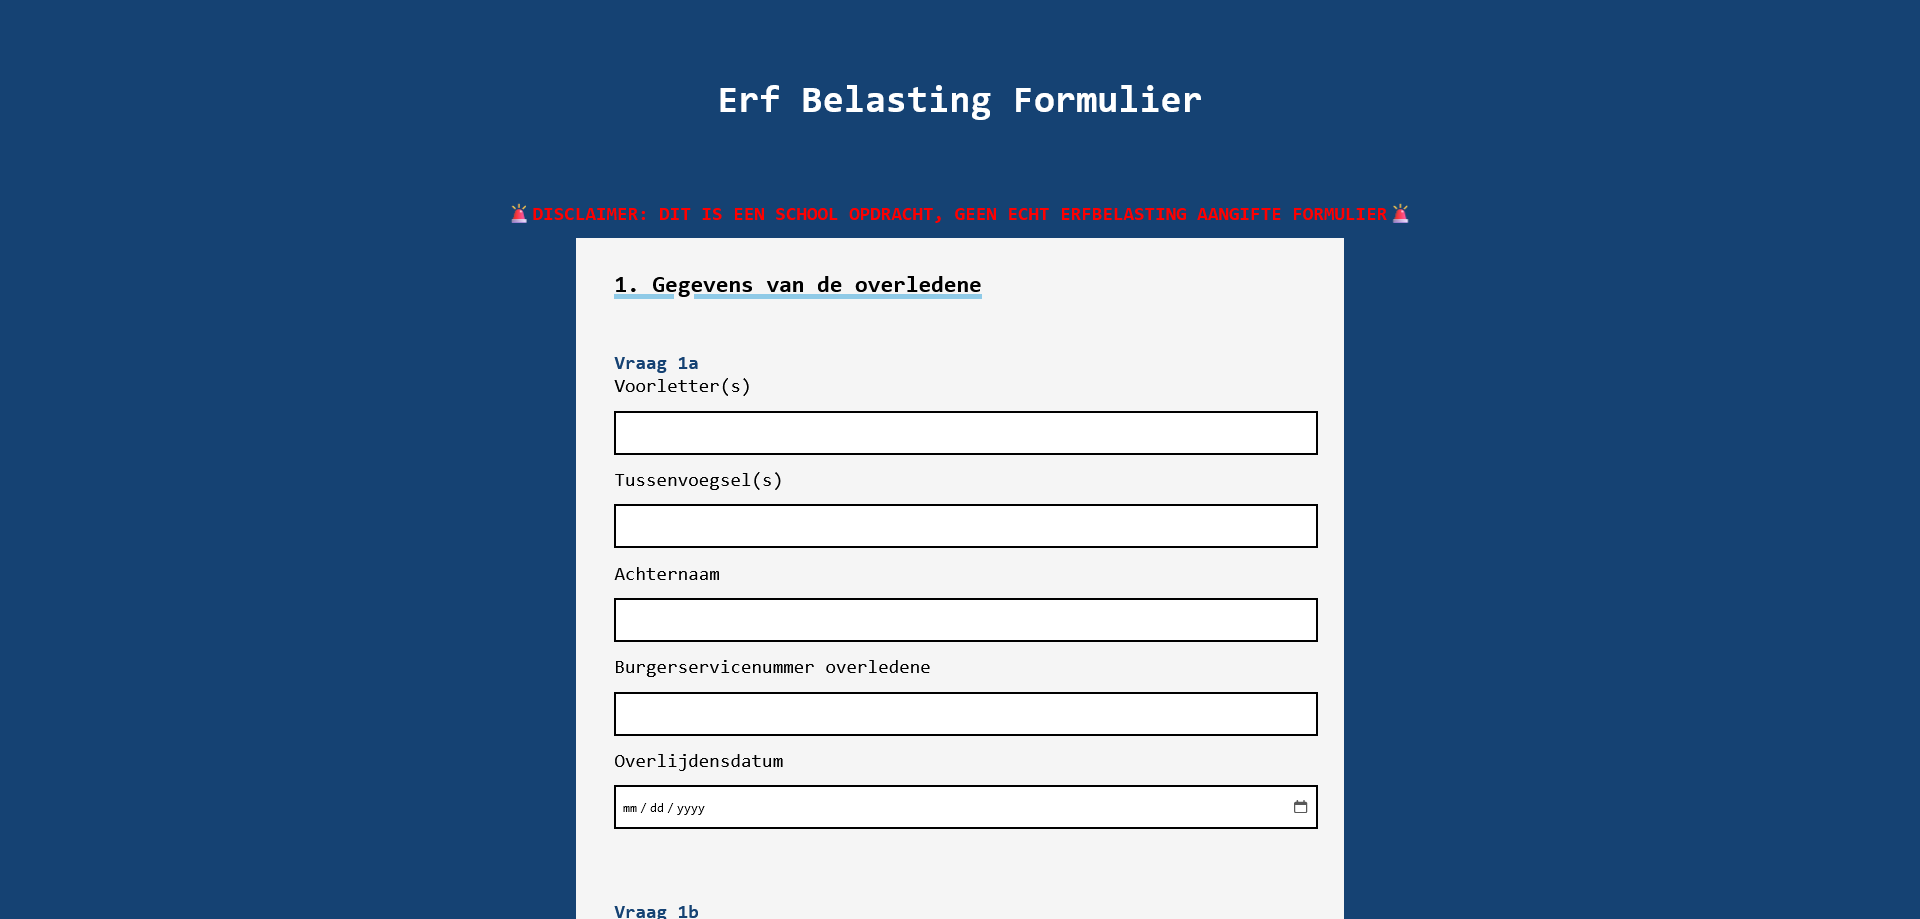 Erf Belasting Formulier
🚨DISCLAIMER: DIT IS EEN SCHOOL OPDRACHT, GEEN ECHT ERFBELASTING AANGIFTE FORMULIER🚨
1. Gegevens van de overledene
Vraag 1a
Voorletter(s)
Tussenvoegsel(s)
Achternaam
Burgerservicenummer overledene
Overlijdensdatum
mm/dd/yyyy
Vraag 1b